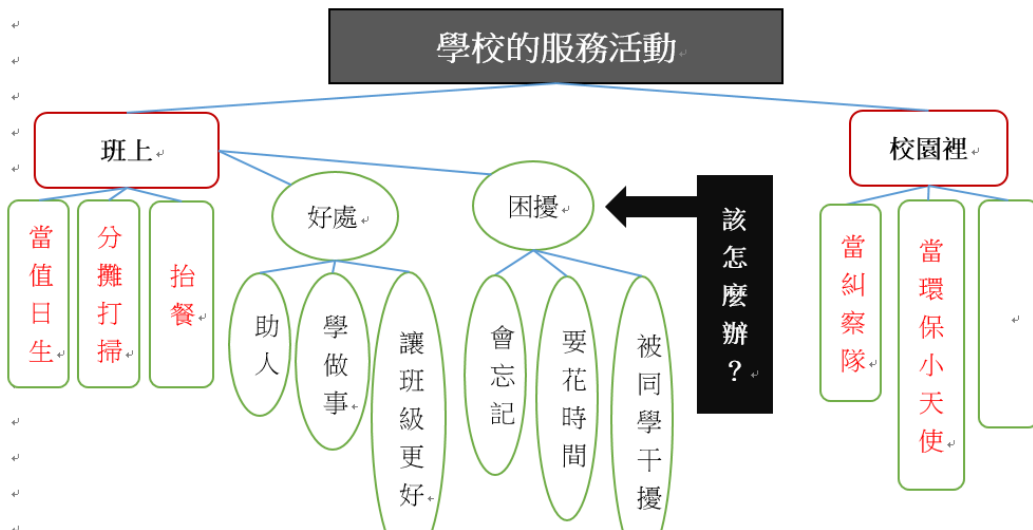 學校的服務活動
班上
校園裡
好處
困擾
該怎麼辦？
當值日生
分攤打掃
抬餐
助人
學做事
讓班級更好
會忘記
要花時間
被同學干擾
當糾察隊
當環保小天使